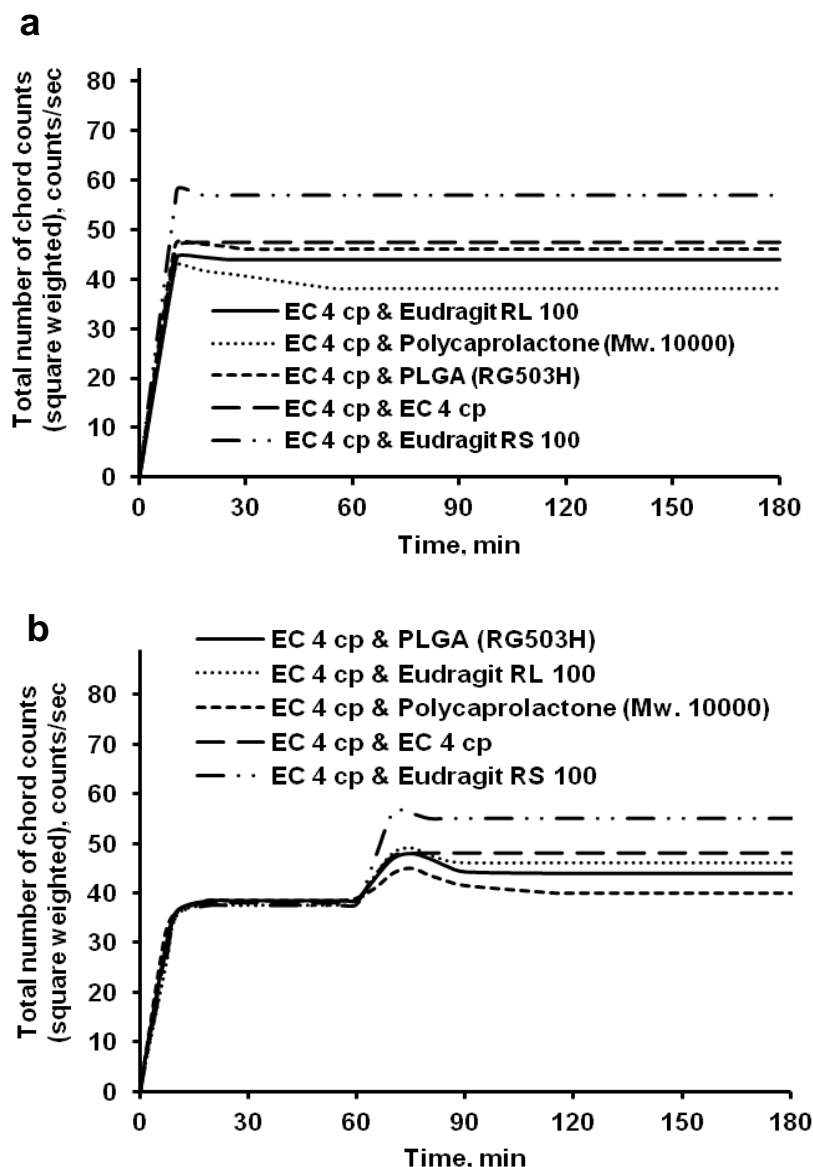 a
Total number of chord counts
(square weighted), counts/sec
80
70
60
50
40
30
20
10
0
EC 4 cp & Eudragit RL 100
EC 4 cp & Polycaprolactone (Mw. 10000)
EC 4 cp & PLGA (RG503H)
EC 4 cp & EC 4 cp
EC 4 cp & Eudragit RS 100
0 30 60 90 120 150 180
Time, min
b
Total number of chord counts
(square weighted), counts/sec
80
70
60
50
40
30
20
10
0
EC 4 cp & PLGA (RG503H)
EC 4 cp & Eudragit RL 100
EC 4 cp & Polycaprolactone (Mw. 10000)
EC 4 cp & EC 4 cp
EC 4 cp & Eudragit RS 100
0 30 60 90 120 150 180
Time, min